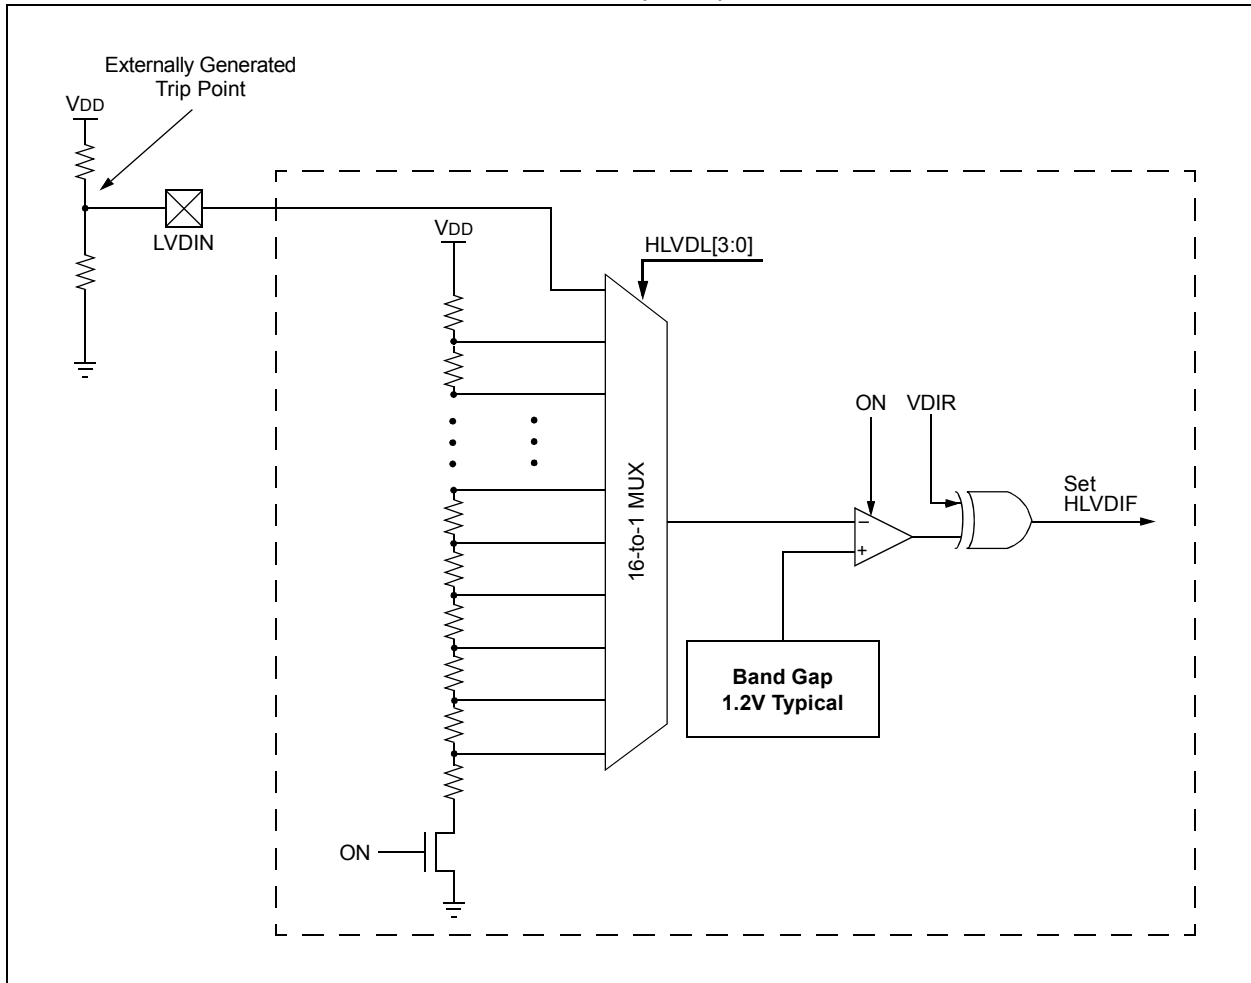 Externally Generated
Trip Point
VDD
LVDIN
VDD
HLVDL[3:0]
ON
VDIR
Set
HLVDIF
16-to-1 MUX
−
+
Band Gap
1.2V Typical
ON